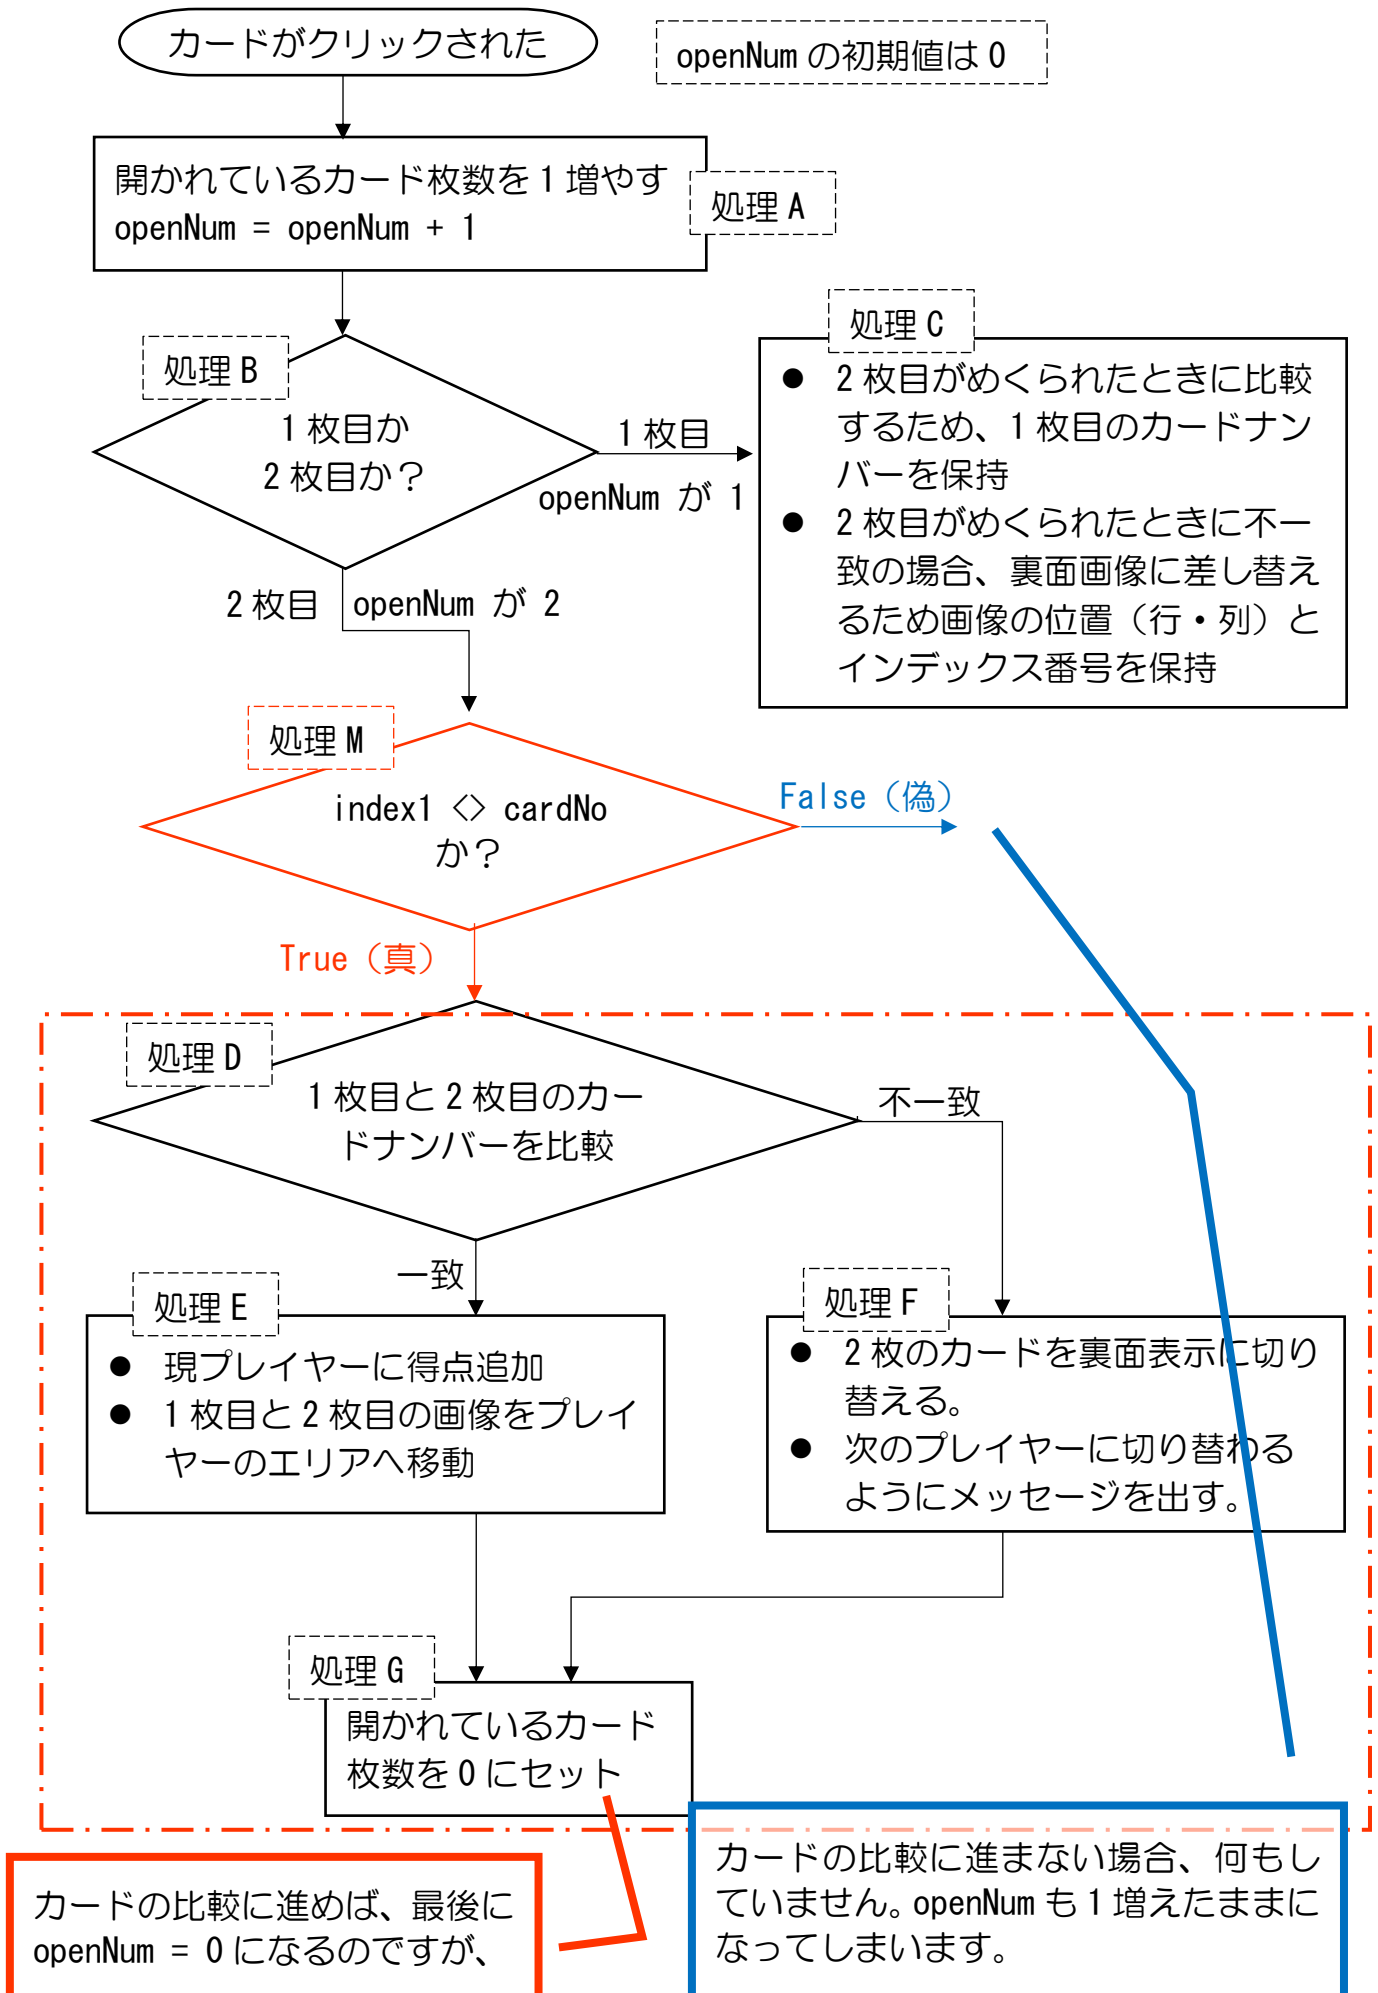 カードがクリックされた
openNum の初期値は 0
開かれているカード枚数を 1 増やす
openNum = openNum + 1
処理 A
処理 B
1 枚目か
2 枚目か？
1 枚目
openNum が 1
処理 C
● 2 枚目がめくられたときに比較
するため、1 枚目のカードナン
バーを保持
● 2 枚目がめくられたときに不一
致の場合、裏面画像に差し替え
るため画像の位置（行・列）と
インデックス番号を保持
2 枚目 openNum が 2
処理 M
index1 <> cardNo
か？
False（偽）
True（真）
処理 D
1 枚目と 2 枚目のカー
ドナンバーを比較
不一致
一致
処理 E
● 現プレイヤーに得点追加
● 1 枚目と 2 枚目の画像をプレイ
ヤーのエリアへ移動
処理 F
● 2 枚のカードを裏面表示に切り
替える。
● 次のプレイヤーに切り替わる
ようにメッセージを出す。
処理 G
開かれているカード
枚数を 0 にセット
カードの比較に進めば、最後に
openNum = 0 になるのですが、
カードの比較に進まない場合、何もし
ていません。openNum も 1 増えたままに
なってしまいます。